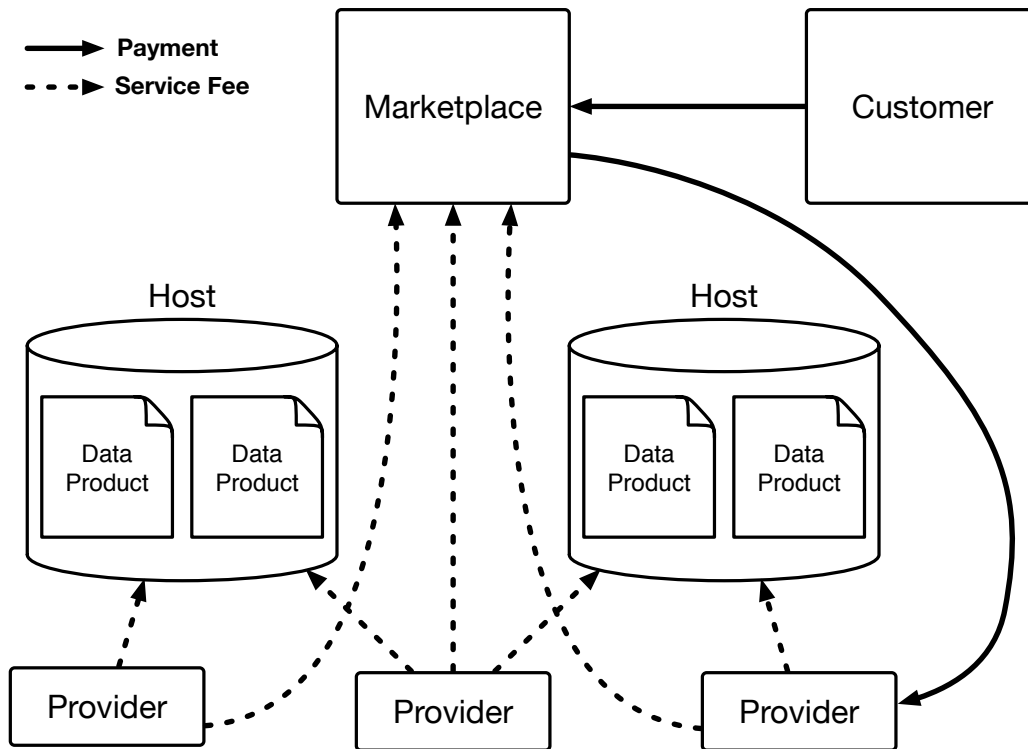 Payment
Service Fee
Marketplace
Customer
Host
Host
Data
Product
Data
Product
Data
Product
Data
Product
Provider
Provider
Provider